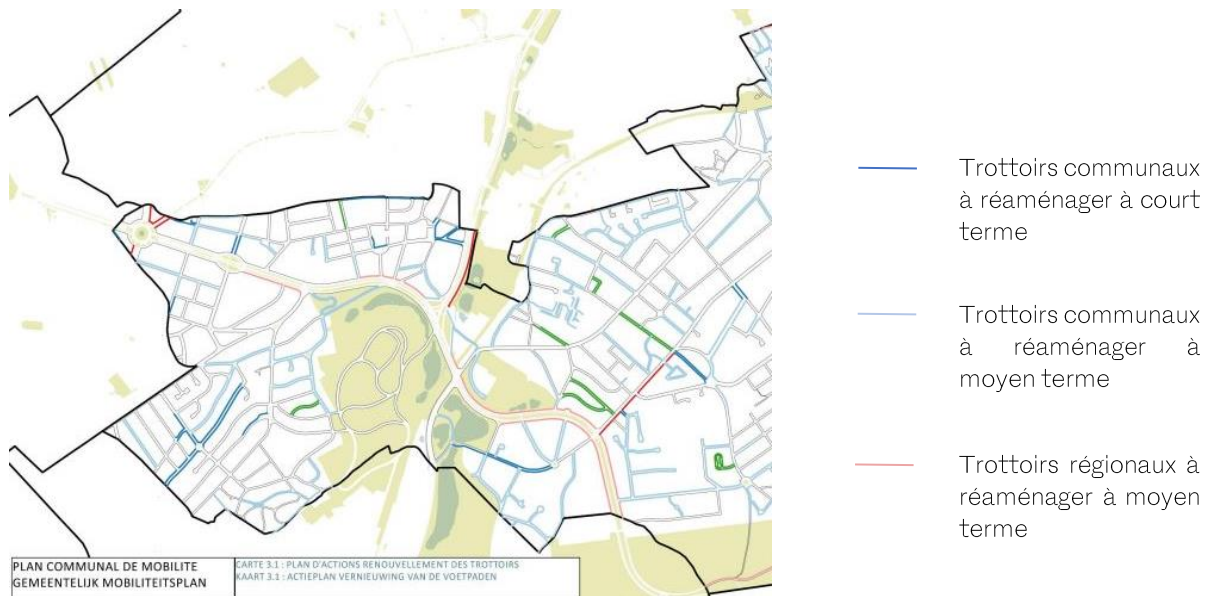 Trottoirs communaux
à réaménager à court
terme
Trottoirs communaux
à réaménager à
moyen terme
Trottoirs régionaux à
réaménager à moyen
terme
PLAN COMMUNAL DE MOBILITE
GEMEENTELIJK MOBILITEITSPLAN
CARTE 3.1 : PLAN D'ACTIONS RENOUVELLEMENT DES TROTTOIRS
KAART 3.1 : ACTIEPLAN VERNIEUWING VAN DE VOETPADEN